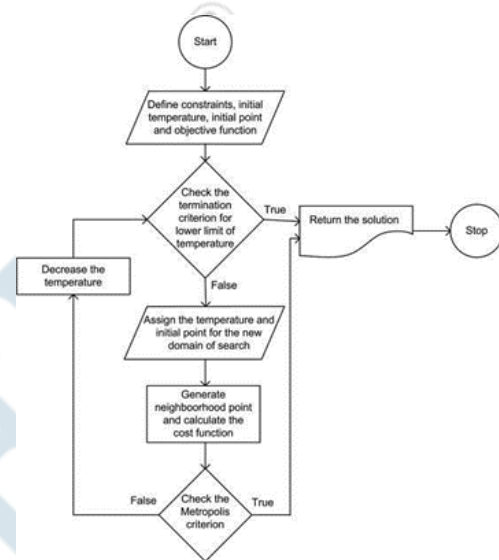 Start
Define constraints, initial
temperature, initial point
and objective function
Check the
termination
criterion for
lower limit of
temperature
True
Return the solution
Stop
Decrease the
temperature
False
Assign the temperature and
initial point for the new
domain of search
Generate
neighboorhood point
and calculate the
cost function
False
Check the
Metropolis
criterion
True